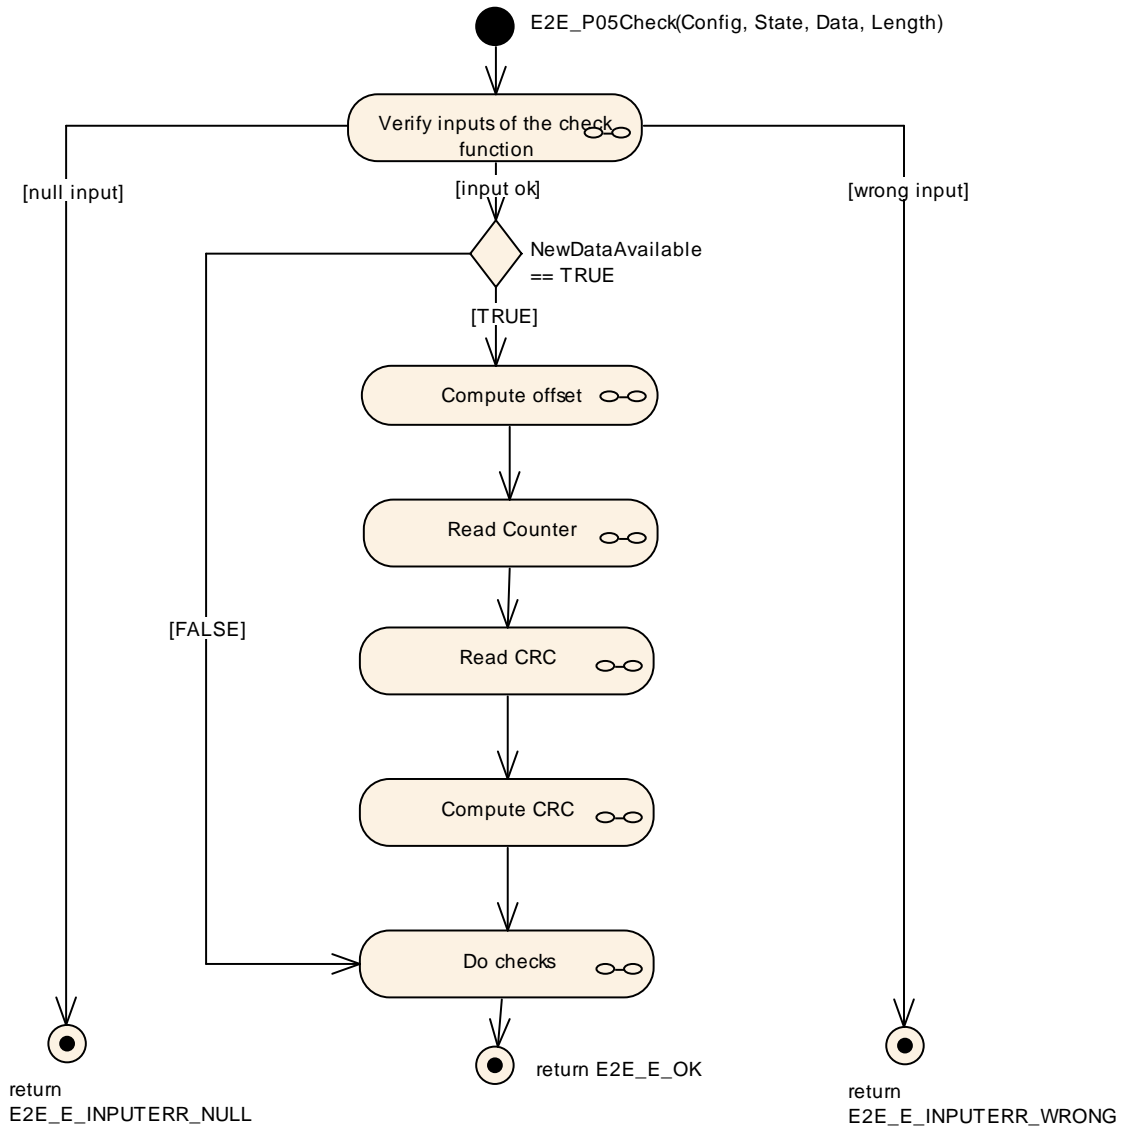 E2E_P05Check(Config, State, Data, Length)
Verify inputs of the check
function
[null input]
[input ok]
[wrong input]
NewDataAvailable
== TRUE
[TRUE]
Compute offset
Read Counter
[FALSE]
Read CRC
Compute CRC
Do checks
return E2E_E_OK
return
E2E_E_INPUTERR_NULL
return
E2E_E_INPUTERR_WRONG